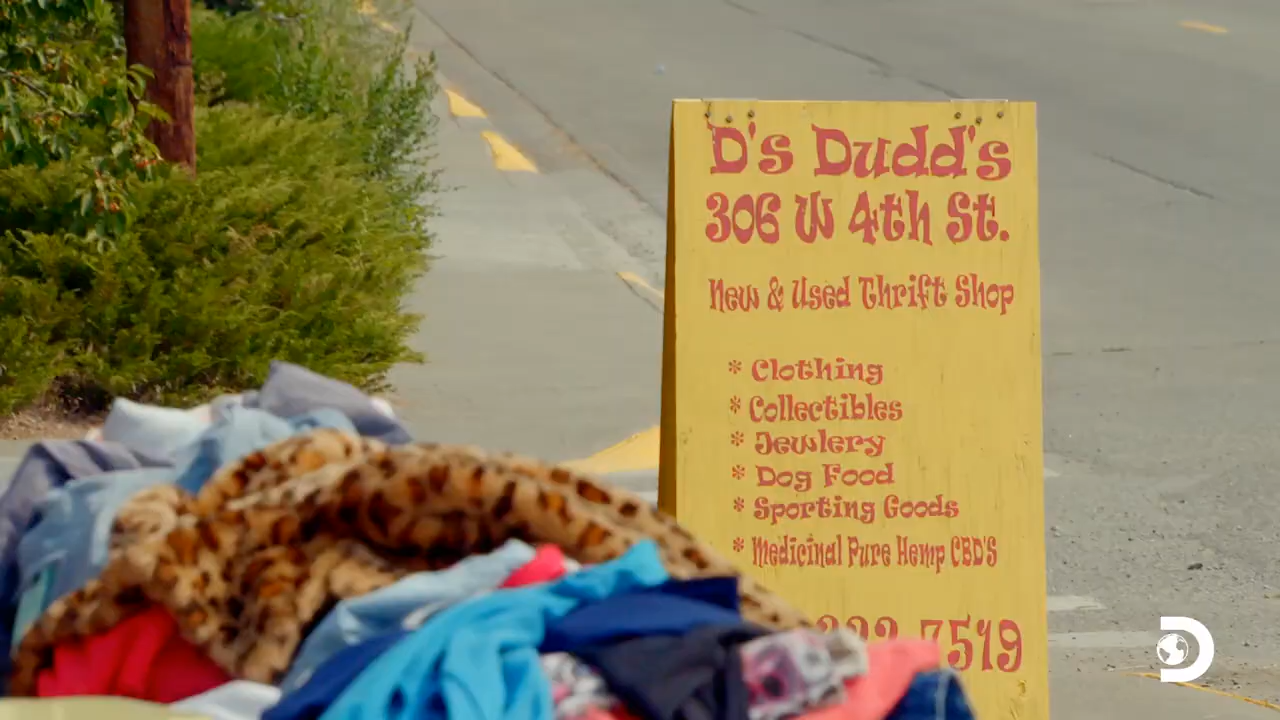 D's Dudd's
306 W 4th St.
New & Used Thrift Shop
* Clothing
* Collectibles
* Jewlery
* Dog Food
* Sporting Goods
* Medicinal Pure Hemp CBD'S
7519